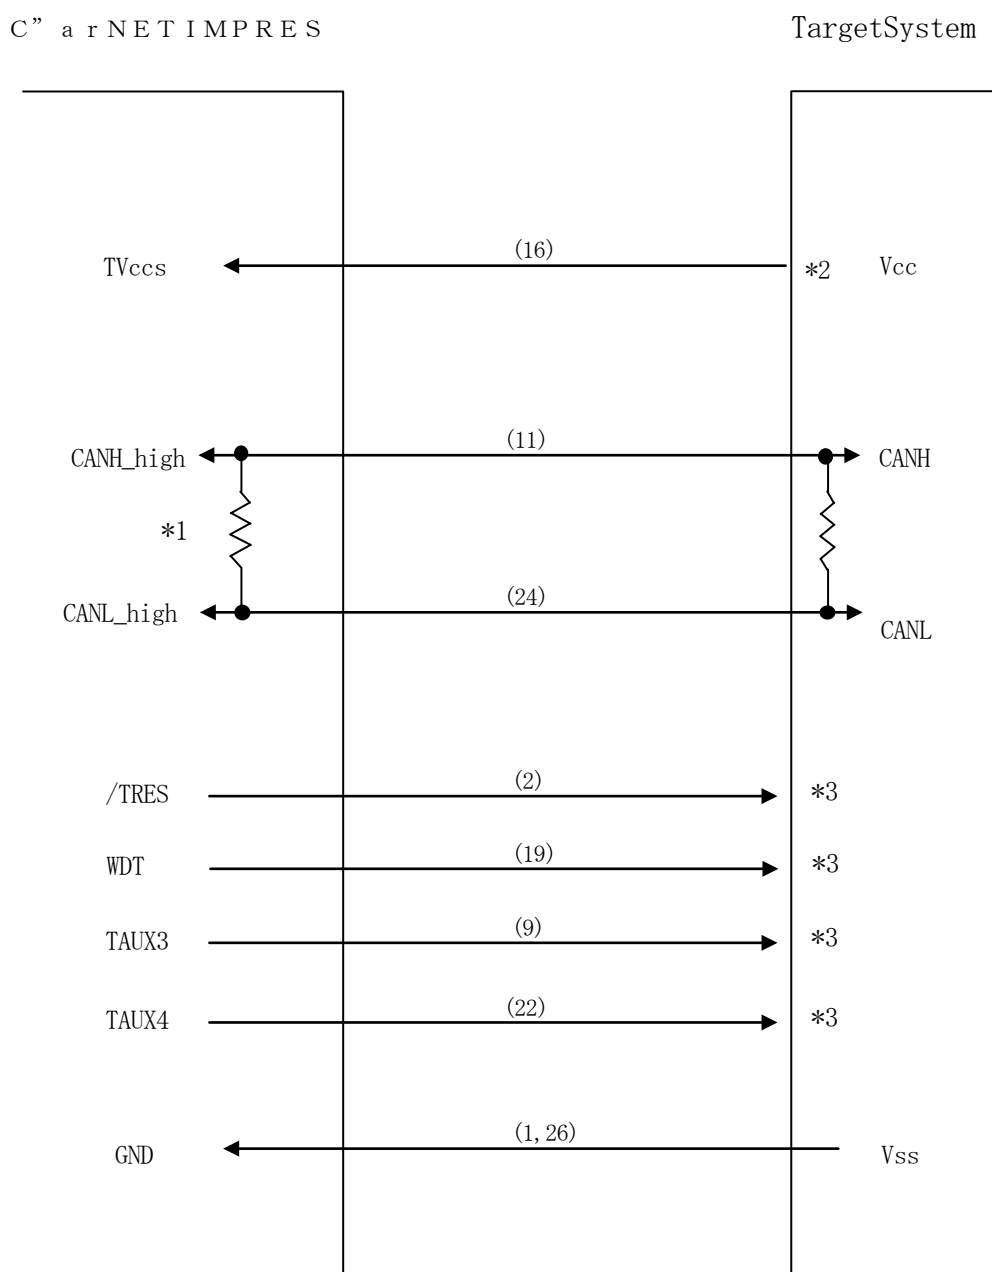 C”arNETIMPRES
TargetSystem
TVccs
(16)
*2
Vcc
CANH_high
(11)
CANH
*1
CANL_high
(24)
CANL
/TRES
(2)
*3
WDT
(19)
*3
TAUX3
(9)
*3
TAUX4
(22)
*3
GND
(1,26)
Vss